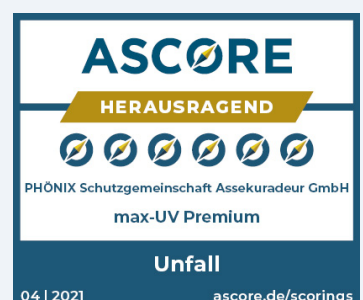 ASCORE
HERAUSRAGEND
PHÖNIX Schutzgemeinschaft Assekuradeur GmbH
max-UV Premium
Unfall
04 | 2021 ascore.de/scorings